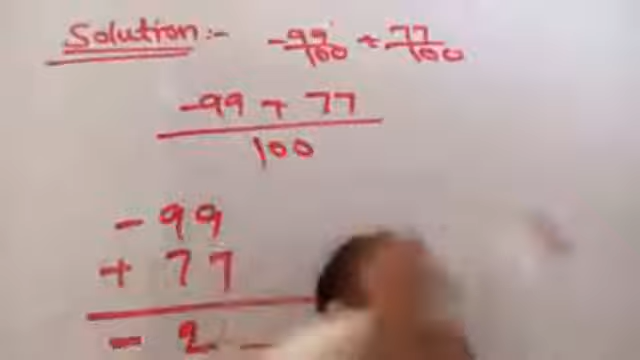 Solution:- -99/100 + 77/100
-99 + 77
100
-99
+77
-2